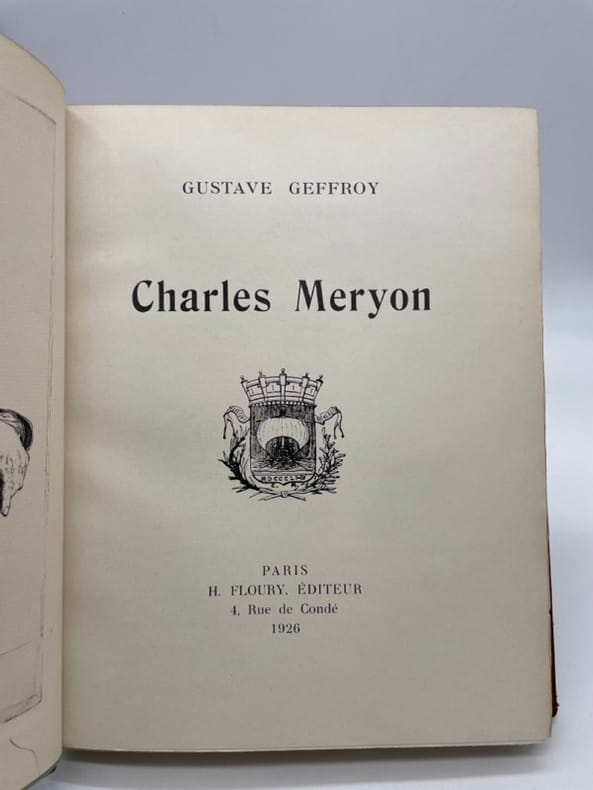 GUSTAVE GEFFROY
Charles Meryon
PARIS
H. FLOURY, ÉDITEUR
4, Rue de Condé
1926